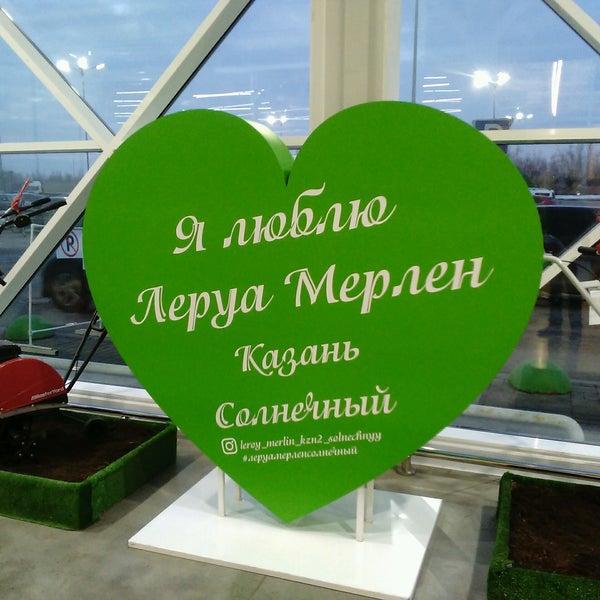 Я люблю
Леруа Мерлен
Казань
Солнечный
leroy_merlin_kzn2_solnechnyy
#леруамерленсолнечный